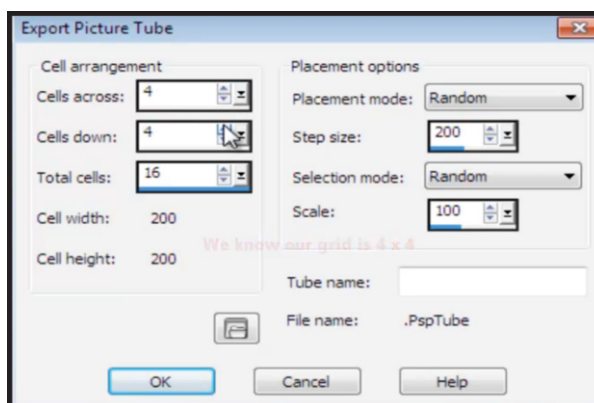 Export Picture Tube
Cell arrangement
Cells across: 4
Cells down: 4
Total cells: 16
Cell width: 200
Cell height: 200
Placement options
Placement mode: Random
Step size: 200
Selection mode: Random
Scale: 100
We know our grid is 4 x 4
Tube name:
File name: .PspTube
OK Cancel Help